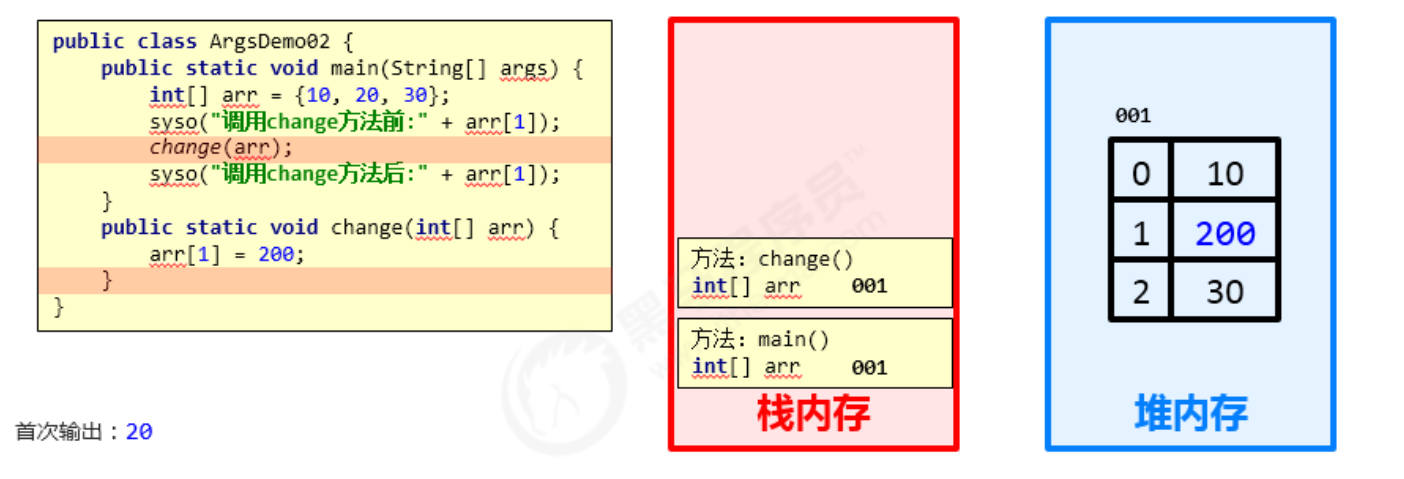 public class ArgsDemo02 {
public static void main(String[] args) {
int[] arr = {10, 20, 30};
syso("调用change方法前:" + arr[1]);
change(arr);
syso("调用change方法后:" + arr[1]);
}
public static void change(int[] arr) {
arr[1] = 200;
}
}
首次输出：20
方法：change()
int[] arr 001
方法：main()
int[] arr 001
栈内存
001
0 10
1 200
2 30
堆内存